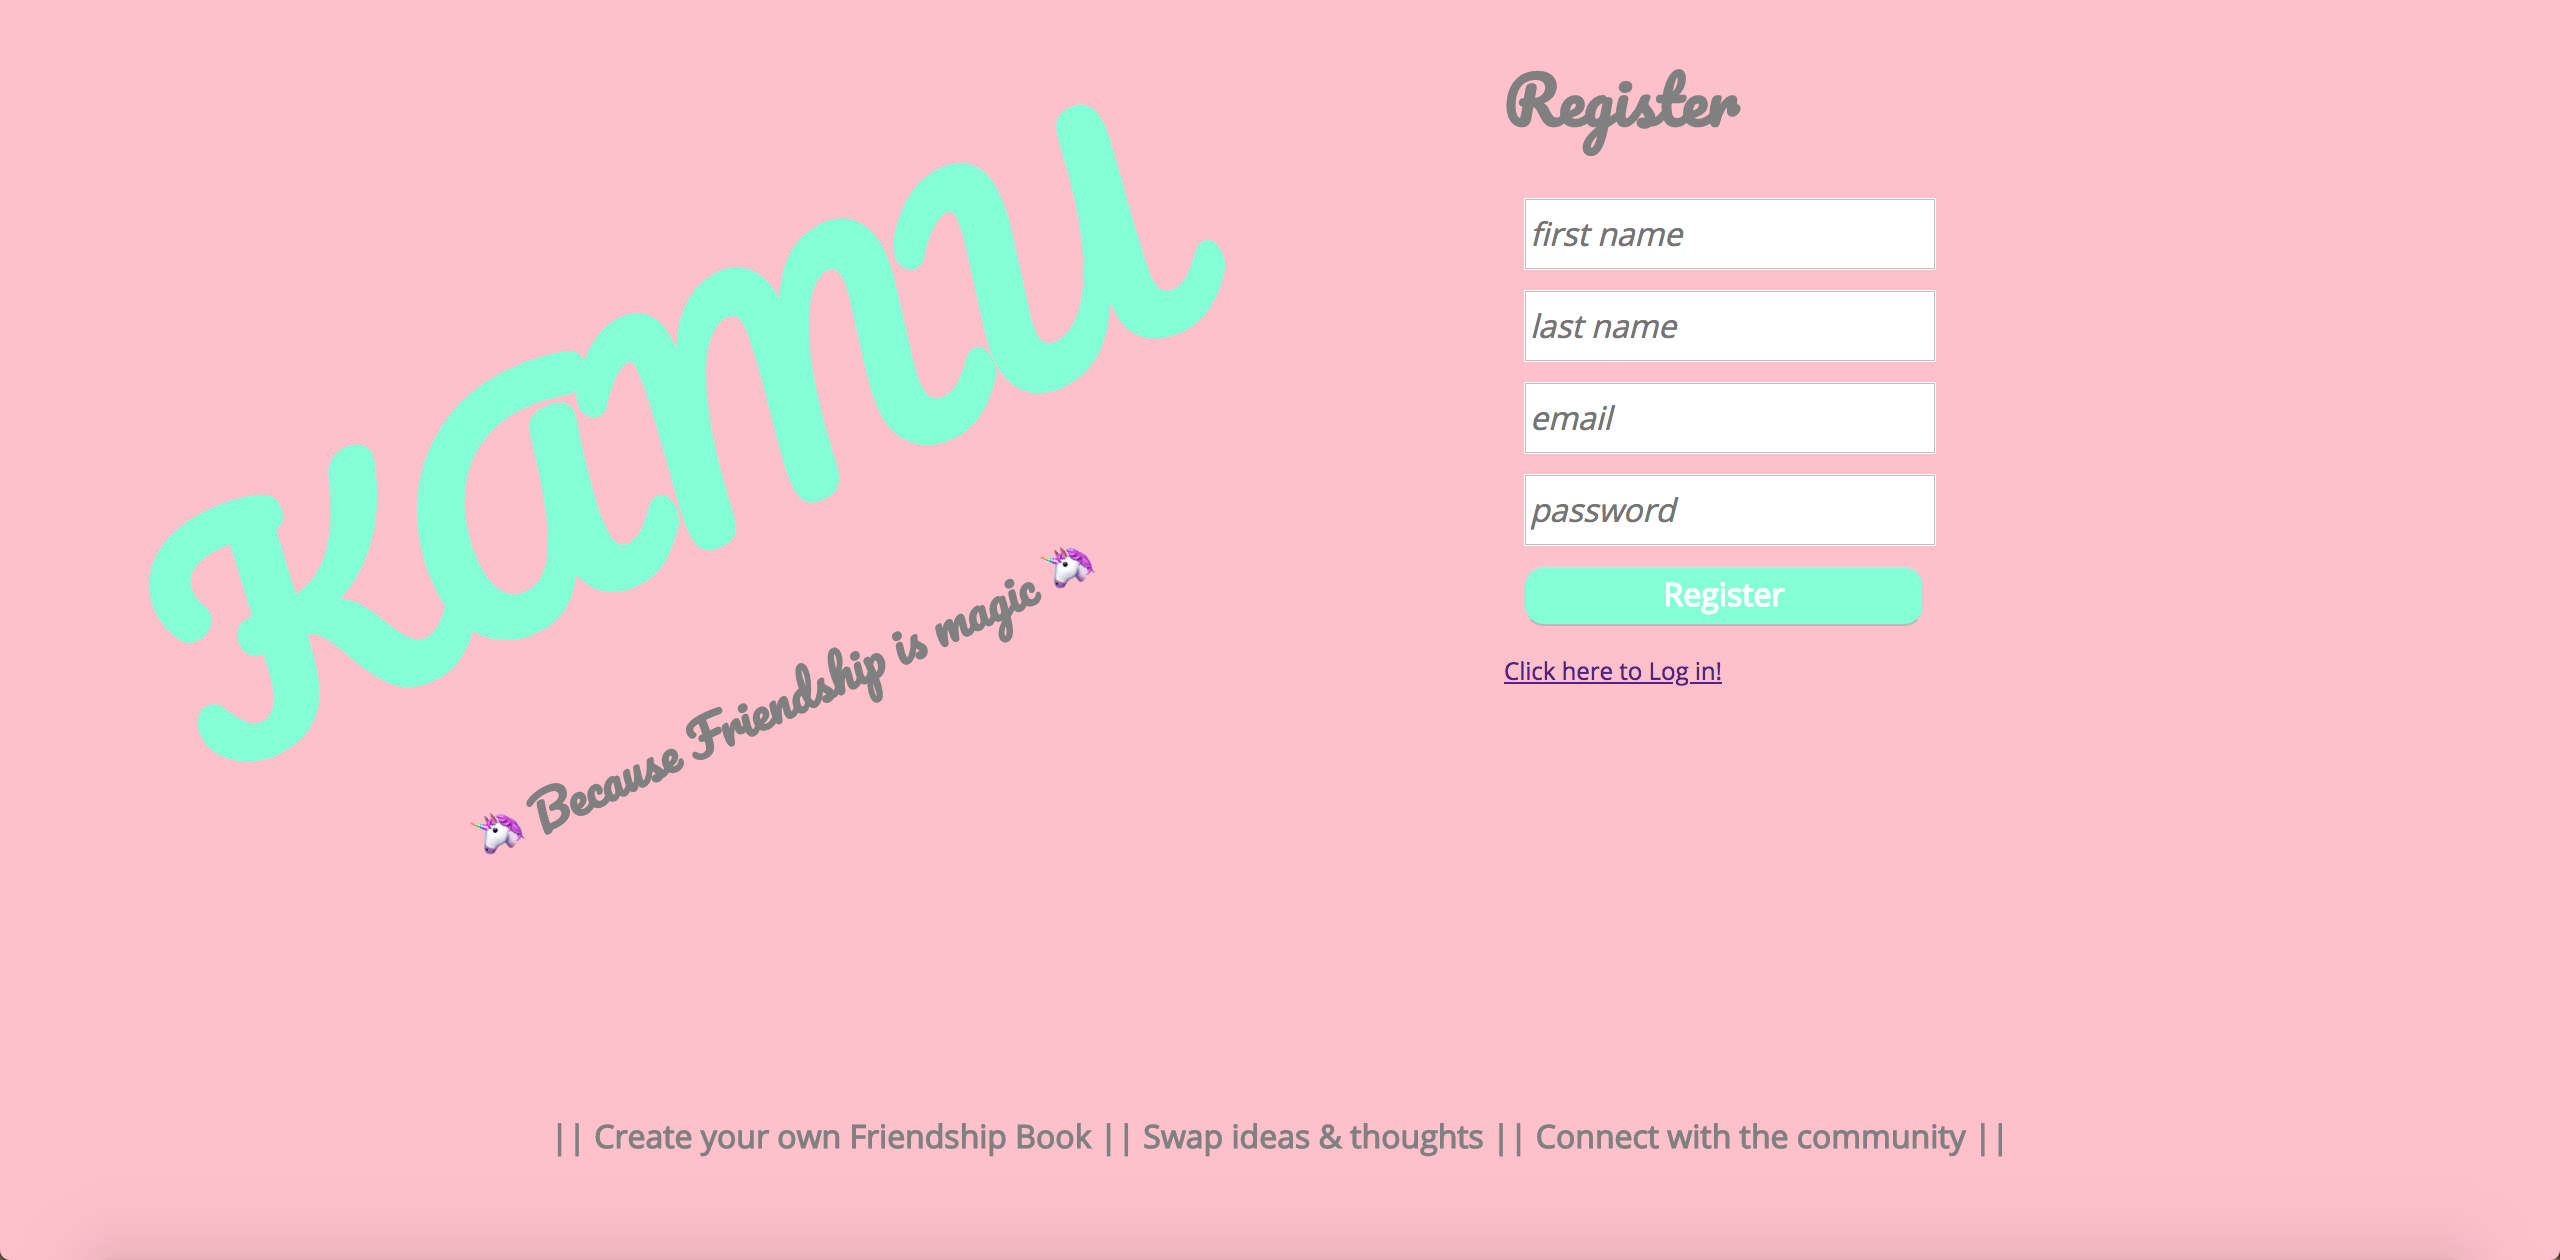 Kamu
🦄 Because Friendship is magic 🦄
Register
first name
last name
email
password
Register
Click here to Log in!
|| Create your own Friendship Book || Swap ideas & thoughts || Connect with the community ||